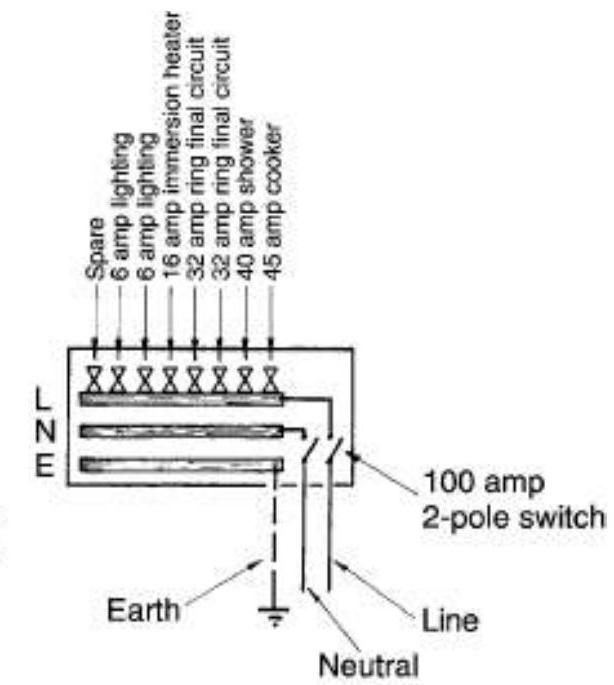 Spare
6 amp lighting
6 amp lighting
16 amp immersion heater
32 amp ring final circuit
32 amp ring final circuit
40 amp shower
45 amp cooker
L
N
E
100 amp
2-pole switch
Earth
Line
Neutral